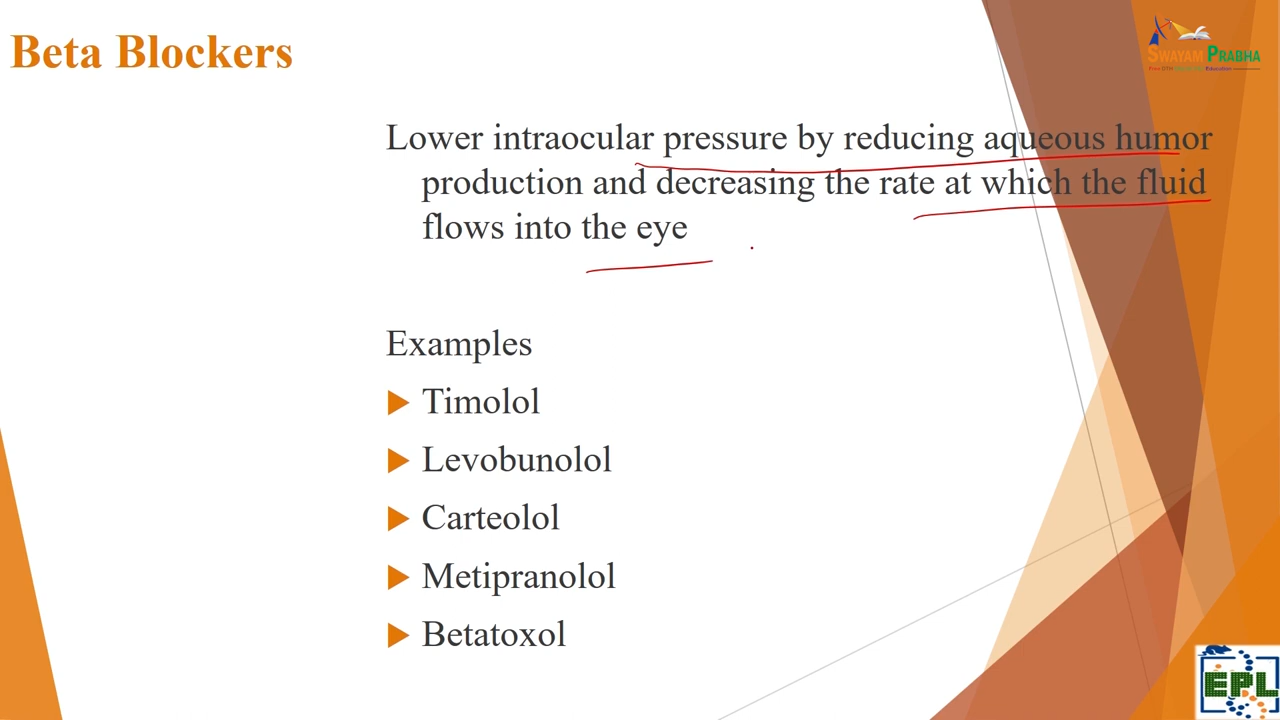 Beta Blockers
SWAYAM PRABHA
Lower intraocular pressure by reducing aqueous humor
production and decreasing the rate at which the fluid
flows into the eye
Examples
Timolol
Levobunolol
Carteolol
Metipranolol
Betatoxol
EPL